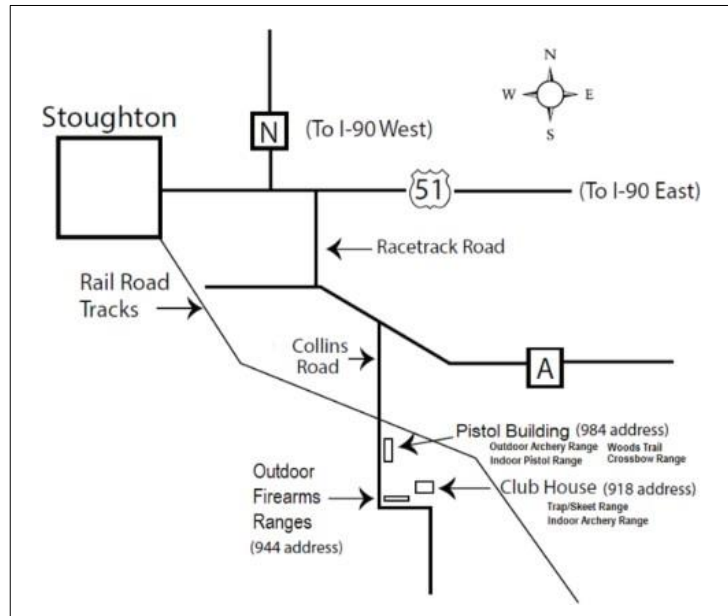 N
W E
S
Stoughton
N (To I-90 West)
51 (To I-90 East)
Racetrack Road
Rail Road
Tracks
Collins
Road
A
Pistol Building (984 address)
Outdoor Archery Range Woods Trail
Indoor Pistol Range Crossbow Range
Outdoor
Firearms
Ranges
(944 address)
Club House (918 address)
Trap/Skeet Range
Indoor Archery Range